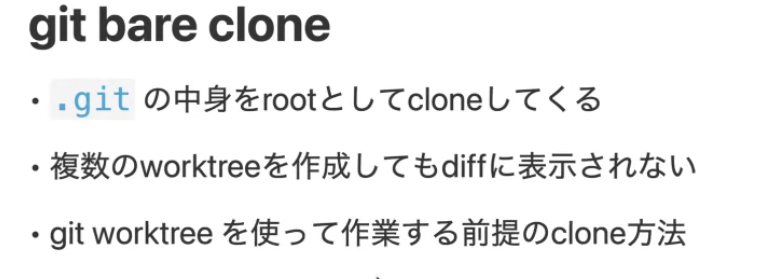 git bare clone
• .git の中身をrootとしてcloneしてくる
• 複数のworktreeを作成してもdiffに表示されない
• git worktree を使って作業する前提のclone方法